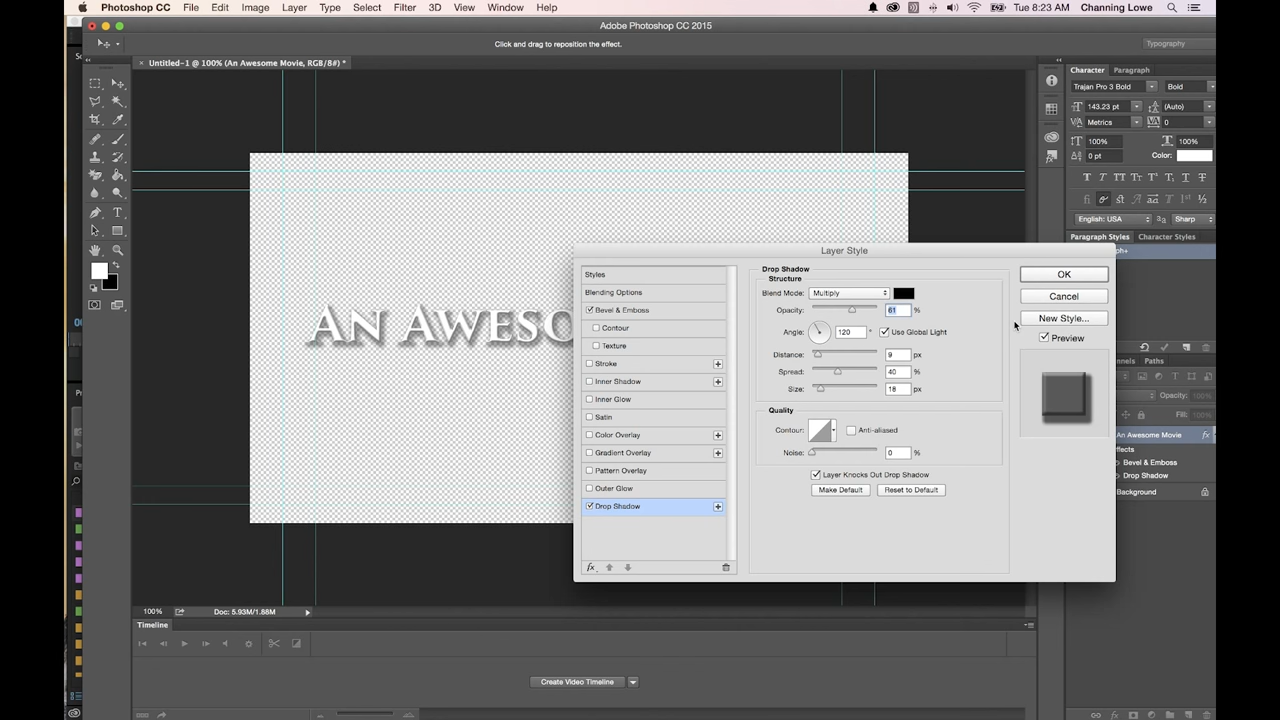 Photoshop CC File Edit Image Layer Type Select Filter 3D View Window Help Tue 8:23 AM Channing Lowe
Adobe Photoshop CC 2015
Click and drag to reposition the effect.
Typography
× Untitled-1 @ 100% (An Awesome Movie, RGB/8#) *
Character Paragraph
Trajan Pro 3 Bold Bold
143.23 pt (Auto)
Metrics 0
100% 100%
0 pt Color:
English: USA Sharp
Paragraph Styles Character Styles
Layer Style
Styles
Blending Options
Bevel & Emboss
Contour
Texture
Stroke
Inner Shadow
Inner Glow
Satin
Color Overlay
Gradient Overlay
Pattern Overlay
Outer Glow
Drop Shadow
fx
Drop Shadow
Structure
Blend Mode: Multiply
Opacity: 61 %
Angle: 120 ° Use Global Light
Distance: 9 px
Spread: 40 %
Size: 18 px
Quality
Contour: Anti-aliased
Noise: 0 %
Layer Knocks Out Drop Shadow
Make Default Reset to Default
OK
Cancel
New Style...
Preview
An Aweso
Paths
Opacity: 100%
Fill: 100%
An Awesome Movie fx
Bevel & Emboss
Drop Shadow
Background
100% Doc: 5.93M/1.88M
Timeline
Create Video Timeline